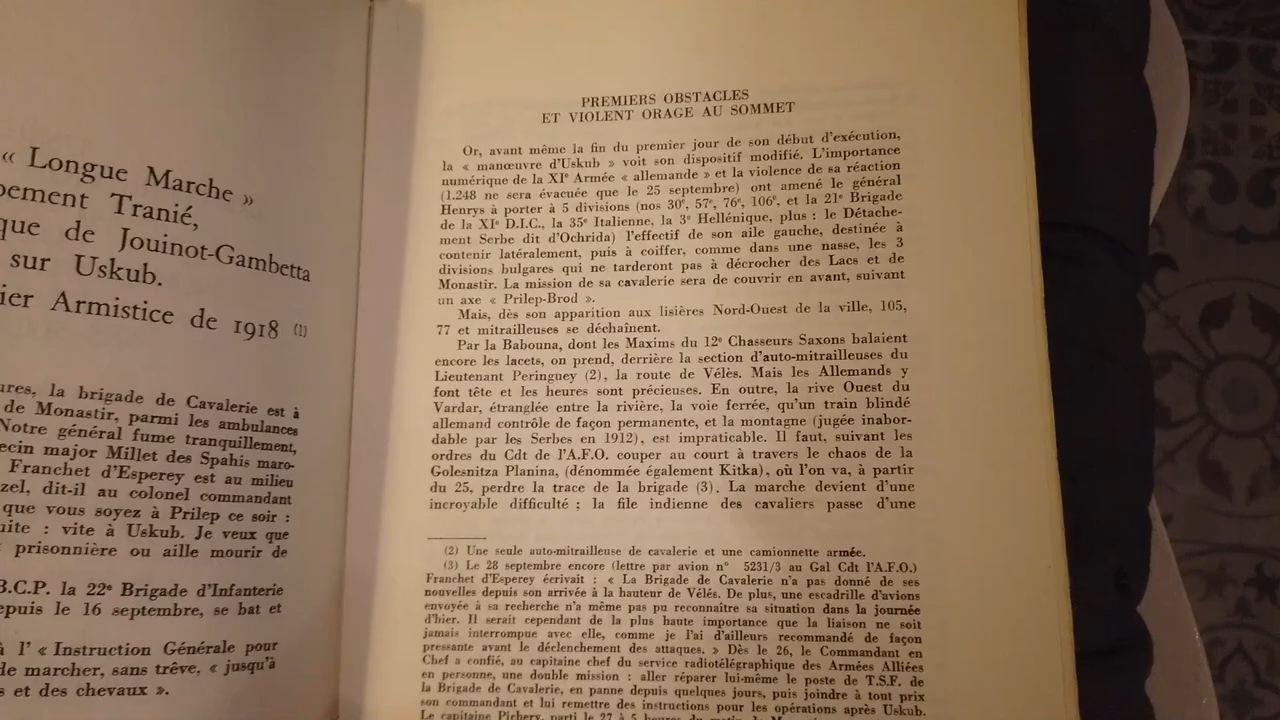 « Longue Marche »
Tranié,
de Jouinot-Gambetta
sur Uskub.
Armistice de 1918 (1)
la brigade de Cavalerie est à
de Monastir, parmi les ambulances
Notre général fume tranquillement,
major Millet des Spahis maro-
Franchet d'Esperey est au milieu
dit-il au colonel commandant
que vous soyez à Prilep ce soir :
: vite à Uskub. Je veux que
prisonnière ou aille mourir de
B.C.P. la 22e Brigade d'Infanterie
le 16 septembre, se bat et
à l' « Instruction Générale pour
de marcher, sans trêve, « jusqu'à
et des chevaux ».
PREMIERS OBSTACLES
ET VIOLENT ORAGE AU SOMMET
Or, avant même la fin du premier jour de son début d'exécution,
la « manœuvre d'Uskub » voit son dispositif modifié. L'importance
numérique de la XIe Armée « allemande » et la violence de sa réaction
(1.248 ne sera évacuée que le 25 septembre) ont amené le général
Henrys à porter à 5 divisions (nos 30e, 57e, 76e, 106e, et la 21e Brigade
de la XIe D.I.C., la 35e Italienne, la 3e Hellénique, plus : le Détache-
ment Serbe dit d'Ochrida) l'effectif de son aile gauche, destinée à
contenir latéralement, puis à coiffer, comme dans une nasse, les 3
divisions bulgares qui ne tarderont pas à décrocher des Lacs et de
Monastir. La mission de sa cavalerie sera de couvrir en avant, suivant
un axe « Prilep-Brod ».
Mais, dès son apparition aux lisières Nord-Ouest de la ville, 105,
77 et mitrailleuses se déchaînent.
Par la Babouna, dont les Maxims du 12e Chasseurs Saxons balaient
encore les lacets, on prend, derrière la section d'auto-mitrailleuses du
Lieutenant Peringuey (2), la route de Vélès. Mais les Allemands y
font tête et les heures sont précieuses. En outre, la rive Ouest du
Vardar, étranglée entre la rivière, la voie ferrée, qu'un train blindé
allemand contrôle de façon permanente, et la montagne (jugée inabor-
dable par les Serbes en 1912), est impraticable. Il faut, suivant les
ordres du Cdt de l'A.F.O. couper au court à travers le chaos de la
Golesnitza Planina, (dénommée également Kitka), où l'on va, à partir
du 25, perdre la trace de la brigade (3). La marche devient d'une
incroyable difficulté ; la file indienne des cavaliers passe d'une
(2) Une seule auto-mitrailleuse de cavalerie et une camionnette armée.
(3) Le 28 septembre encore (lettre par avion n° 5231/3 au Gal Cdt l'A.F.O.)
Franchet d'Esperey écrivait : « La Brigade de Cavalerie n'a pas donné de ses
nouvelles depuis son arrivée à la hauteur de Vélés. De plus, une escadrille d'avions
envoyée à sa recherche n'a même pas pu reconnaître sa situation dans la journée
d'hier. Il serait cependant de la plus haute importance que la liaison ne soit
jamais interrompue avec elle, comme je l'ai d'ailleurs recommandé de façon
pressante avant le déclenchement des attaques. » Dès le 26, le Commandant en
Chef a confié, au capitaine chef du service radiotélégraphique des Armées Alliées
en personne, une double mission : aller réparer lui-même le poste de T.S.F. de
la Brigade de Cavalerie, en panne depuis quelques jours, puis joindre à tout prix
son commandant et lui remettre des instructions pour les opérations après Uskub.
Le capitaine Pichery, parti le 27 à 5 heures du matin